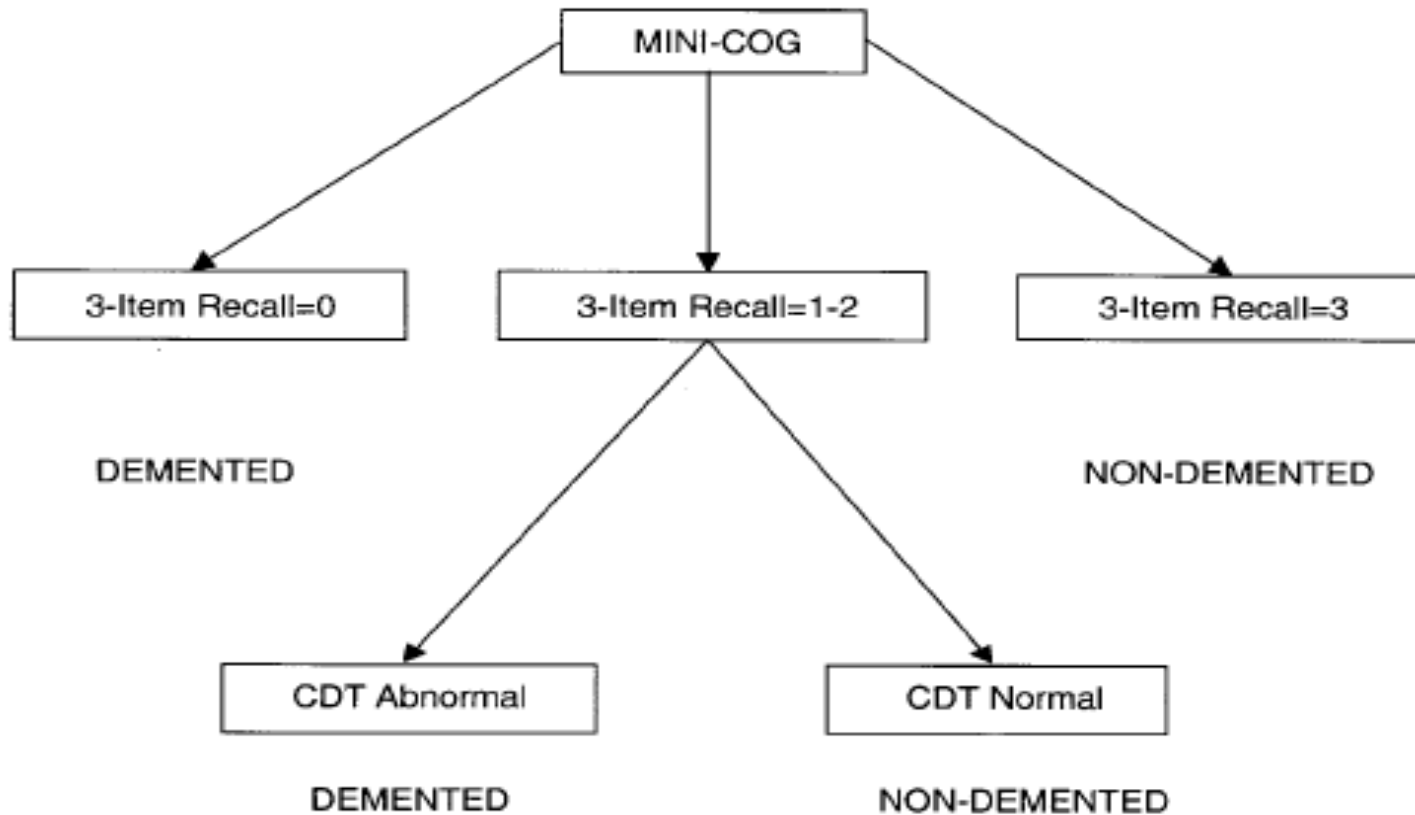 MINI-COG
3-Item Recall=0
3-Item Recall=1-2
3-Item Recall=3
DEMENTED
NON-DEMENTED
CDT Abnormal
CDT Normal
DEMENTED
NON-DEMENTED